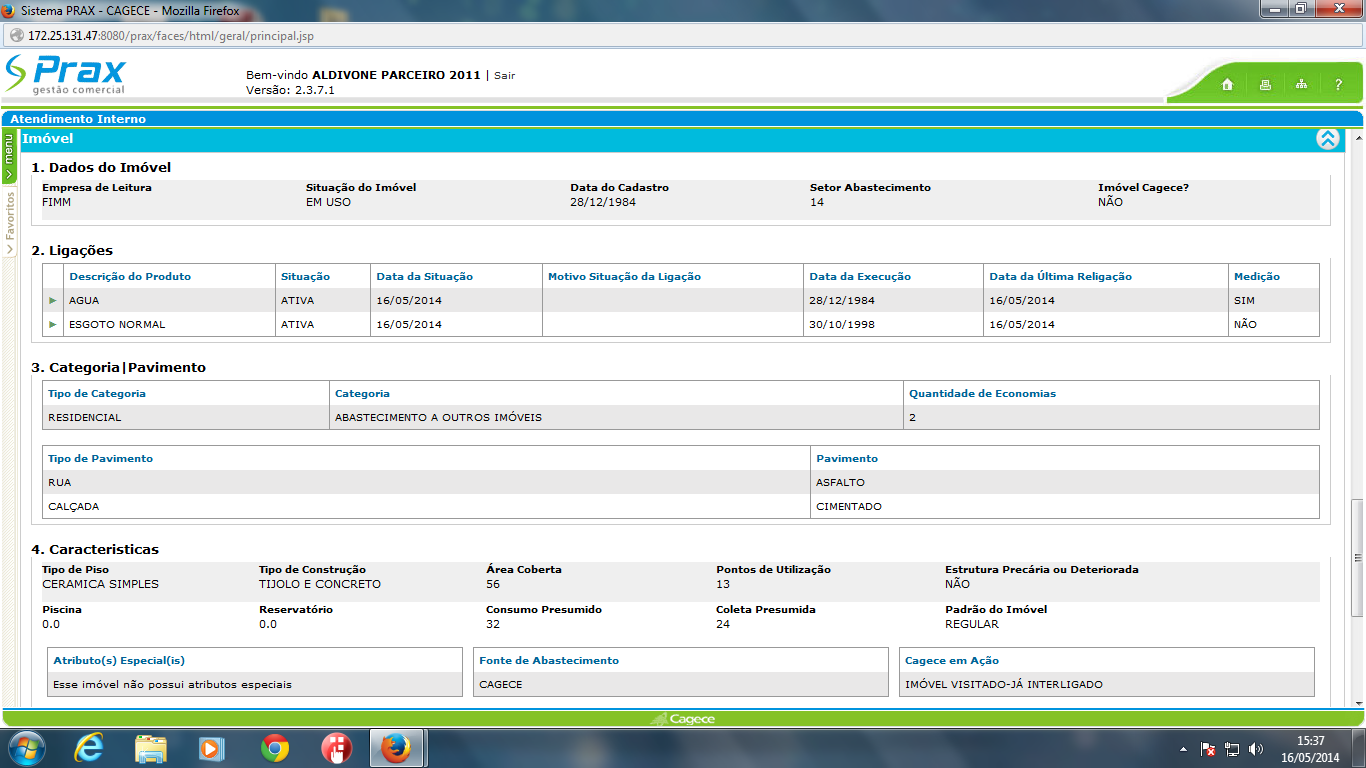 Sistema PRAX - CAGECE - Mozilla Firefox
172.25.131.47:8080/prax/faces/html/geral/principal.jsp
Prax
gestão comercial
Bem-vindo ALDIVONE PARCEIRO 2011 | Sair
Versão: 2.3.7.1
?
Atendimento Interno
menu
Favoritos
Imóvel
1. Dados do Imóvel
Empresa de Leitura Situação do Imóvel Data do Cadastro Setor Abastecimento Imóvel Cagece?
FIMM EM USO 28/12/1984 14 NÃO
2. Ligações
Descrição do Produto Situação Data da Situação Motivo Situação da Ligação Data da Execução Data da Última Religação Medição
AGUA ATIVA 16/05/2014 28/12/1984 16/05/2014 SIM
ESGOTO NORMAL ATIVA 16/05/2014 30/10/1998 16/05/2014 NÃO
3. Categoria|Pavimento
Tipo de Categoria Categoria Quantidade de Economias
RESIDENCIAL ABASTECIMENTO A OUTROS IMÓVEIS 2
Tipo de Pavimento Pavimento
RUA ASFALTO
CALÇADA CIMENTADO
4. Caracteristicas
Tipo de Piso Tipo de Construção Área Coberta Pontos de Utilização Estrutura Precária ou Deteriorada
CERAMICA SIMPLES TIJOLO E CONCRETO 56 13 NÃO
Piscina Reservatório Consumo Presumido Coleta Presumida Padrão do Imóvel
0.0 0.0 32 24 REGULAR
Atributo(s) Especial(is) Fonte de Abastecimento Cagece em Ação
Esse imóvel não possui atributos especiais CAGECE IMÓVEL VISITADO-JÁ INTERLIGADO
Cagece
15:37
16/05/2014